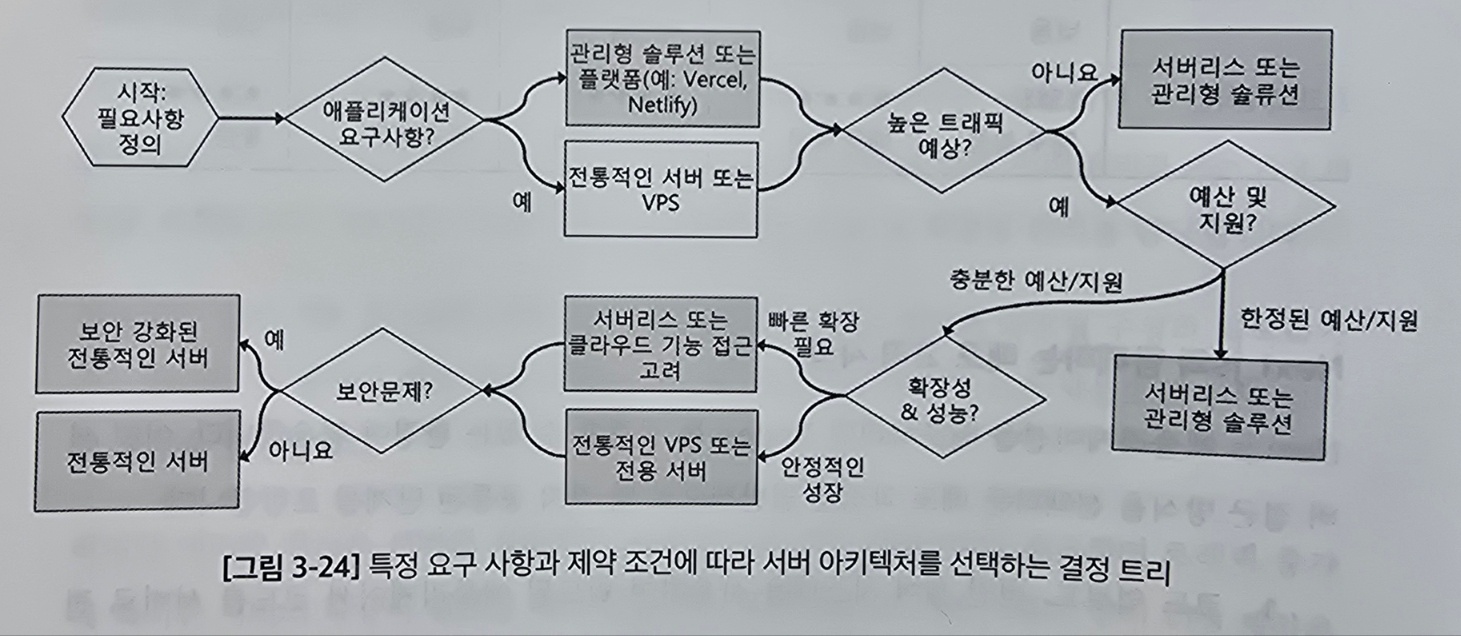 시작:
필요사항
정의
애플리케이션
요구사항?
관리형 솔루션 또는
플랫폼(예: Vercel,
Netlify)
예
전통적인 서버 또는
VPS
높은 트래픽
예상?
아니요
서버리스 또는
관리형 솔류션
예
예산 및
지원?
충분한 예산/지원
한정된 예산/지원
서버리스 또는
관리형 솔루션
확장성
& 성능?
빠른 확장
필요
서버리스 또는
클라우드 기능 접근
고려
안정적인
성장
전통적인 VPS 또는
전용 서버
보안문제?
예
보안 강화된
전통적인 서버
아니요
전통적인 서버
[그림 3-24] 특정 요구 사항과 제약 조건에 따라 서버 아키텍처를 선택하는 결정 트리